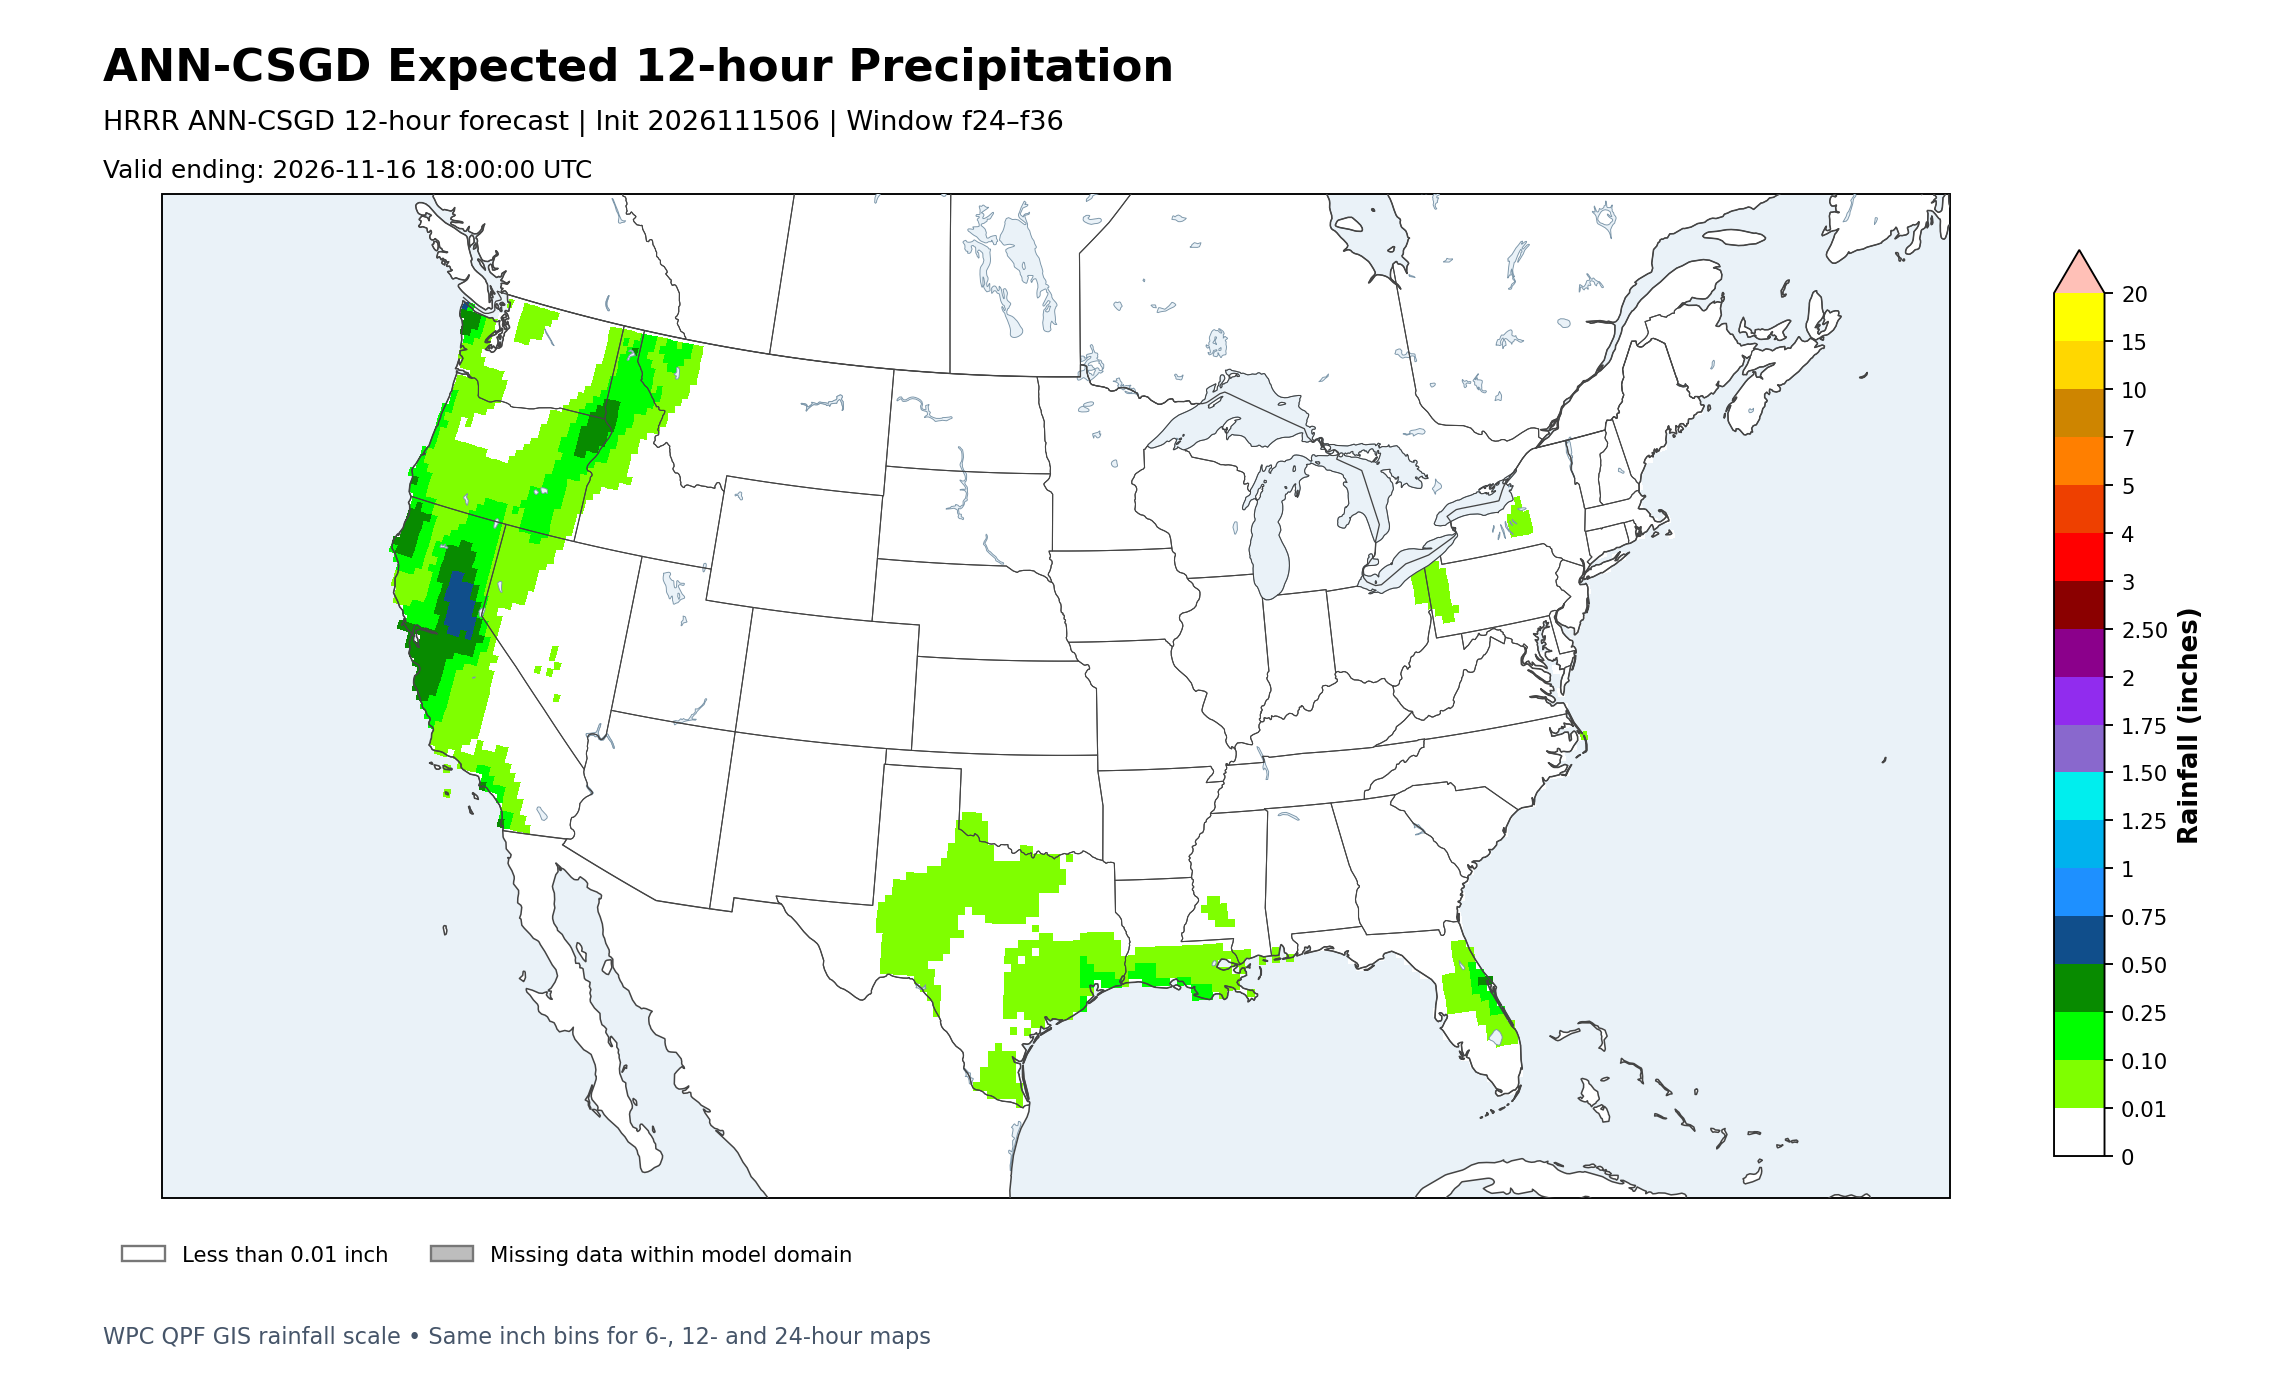 ANN-CSGD Expected 12-hour Precipitation
HRRR ANN-CSGD 12-hour forecast | Init 2026111506 | Window f24–f36
Valid ending: 2026-11-16 18:00:00 UTC
20
15
10
7
5
4
3
2.50
2
1.75
1.50
1.25
1
0.75
0.50
0.25
0.10
0.01
0
Rainfall (inches)
Less than 0.01 inch
Missing data within model domain
WPC QPF GIS rainfall scale • Same inch bins for 6-, 12- and 24-hour maps